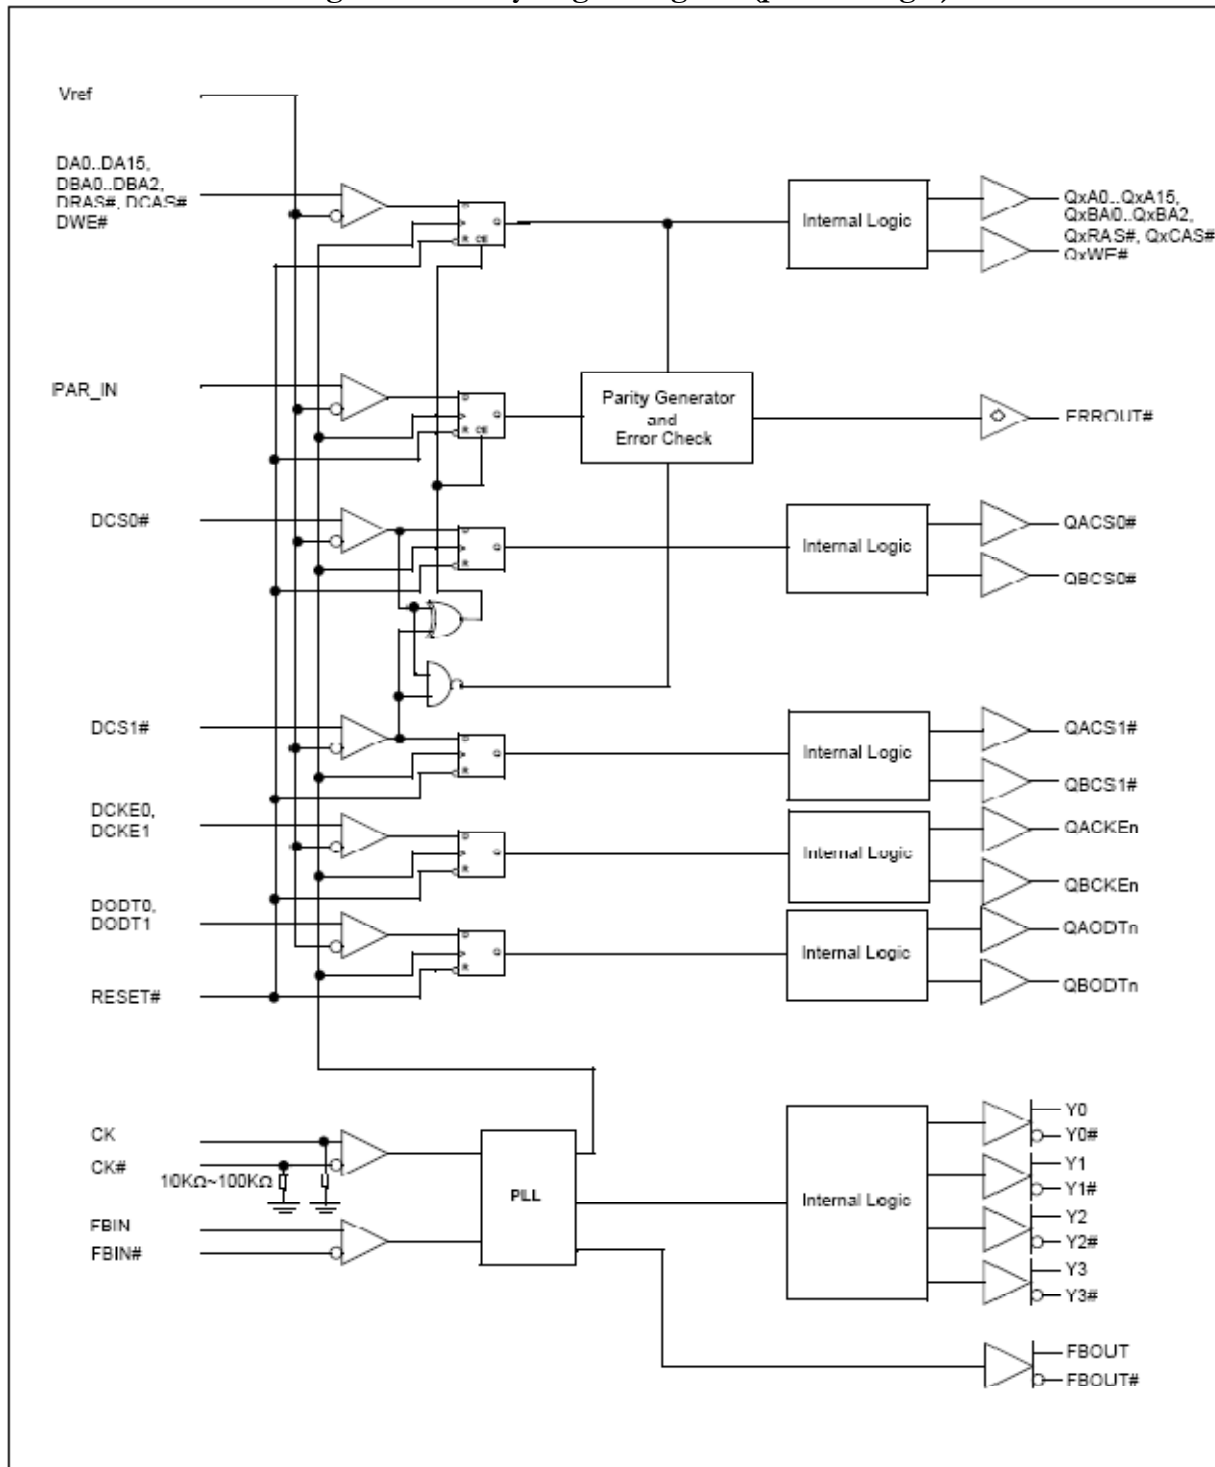 Vref
DA0..DA15,
DBA0..DBA2,
DRAS#, DCAS#
DWE#
D
Q
R CE
Internal Logic
QxA0...QxA15,
QxBA0..QxBA2,
QxRAS#, QxCAS#
QxWE#
PAR_IN
D
Q
R CE
Parity Generator
and
Error Check
ERROUT#
DCS0#
D
Q
R
Internal Logic
QACS0#
QBCS0#
DCS1#
D
Q
R
Internal Logic
QACS1#
QBCS1#
DCKE0,
DCKE1
D
Q
R
Internal Logic
QACKEn
QBCKEn
DODT0,
DODT1
D
Q
R
Internal Logic
QAODTn
QBODTn
RESET#
CK
CK#
10KΩ~100KΩ
FBIN
FBIN#
PLL
Internal Logic
Y0
Y0#
Y1
Y1#
Y2
Y2#
Y3
Y3#
FBOUT
FBOUT#